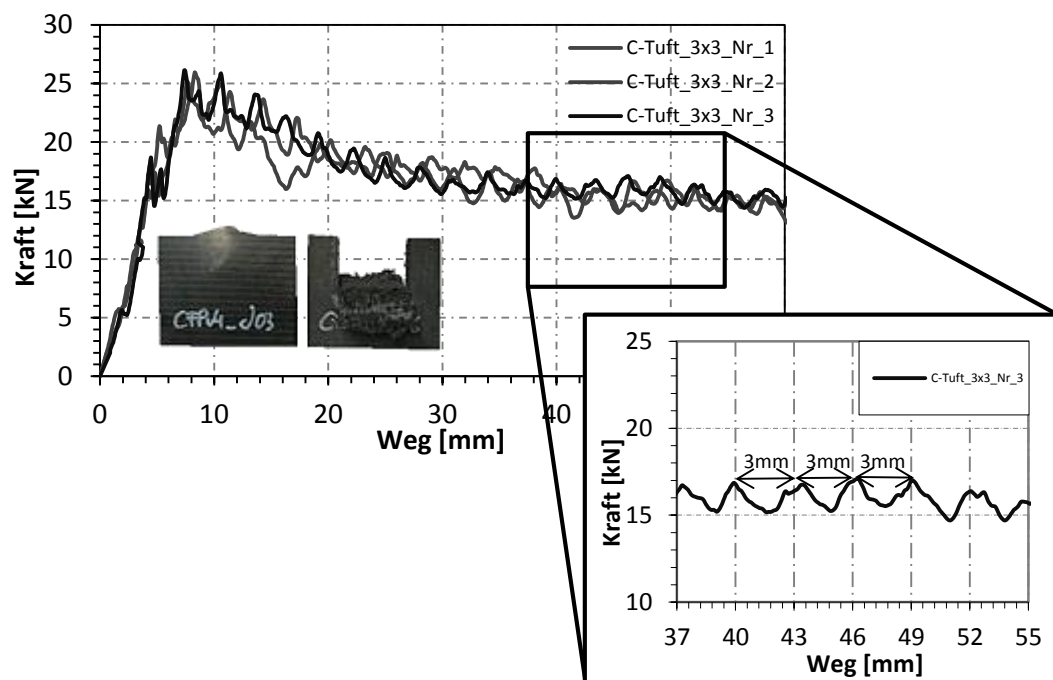 30
25
20
15
10
5
0
Kraft [kN]
C-Tuft_3x3_Nr_1
C-Tuft_3x3_Nr_2
C-Tuft_3x3_Nr_3
0
10
20
30
40
Weg [mm]
25
20
15
10
Kraft [kN]
C-Tuft_3x3_Nr_3
3mm
3mm
3mm
37
40
43
46
49
52
55
Weg [mm]